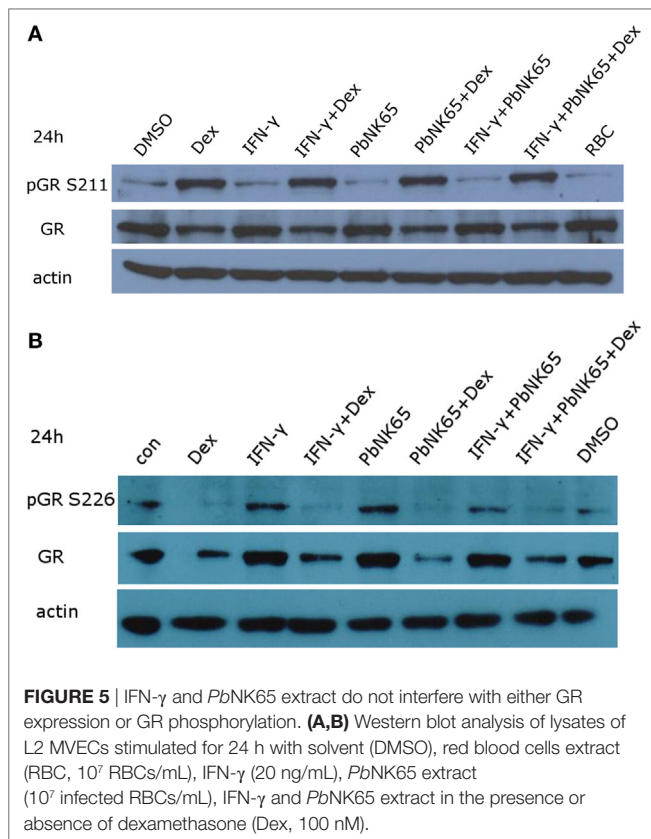 A
24h
DMSO
Dex
IFN-γ
IFN-γ+Dex
PbNK65
PbNK65+Dex
IFN-γ+PbNK65
IFN-γ+PbNK65+Dex
RBC
pGR S211
GR
actin
B
24h
con
Dex
IFN-γ
IFN-γ+Dex
PbNK65
PbNK65+Dex
IFN-γ+PbNK65
IFN-γ+PbNK65+Dex
DMSO
pGR S226
GR
actin
FIGURE 5 | IFN-γ and PbNK65 extract do not interfere with either GR
expression or GR phosphorylation. (A,B) Western blot analysis of lysates of
L2 MVECs stimulated for 24 h with solvent (DMSO), red blood cells extract
(RBC, 10⁷ RBCs/mL), IFN-γ (20 ng/mL), PbNK65 extract
(10⁷ infected RBCs/mL), IFN-γ and PbNK65 extract in the presence or
absence of dexamethasone (Dex, 100 nM).